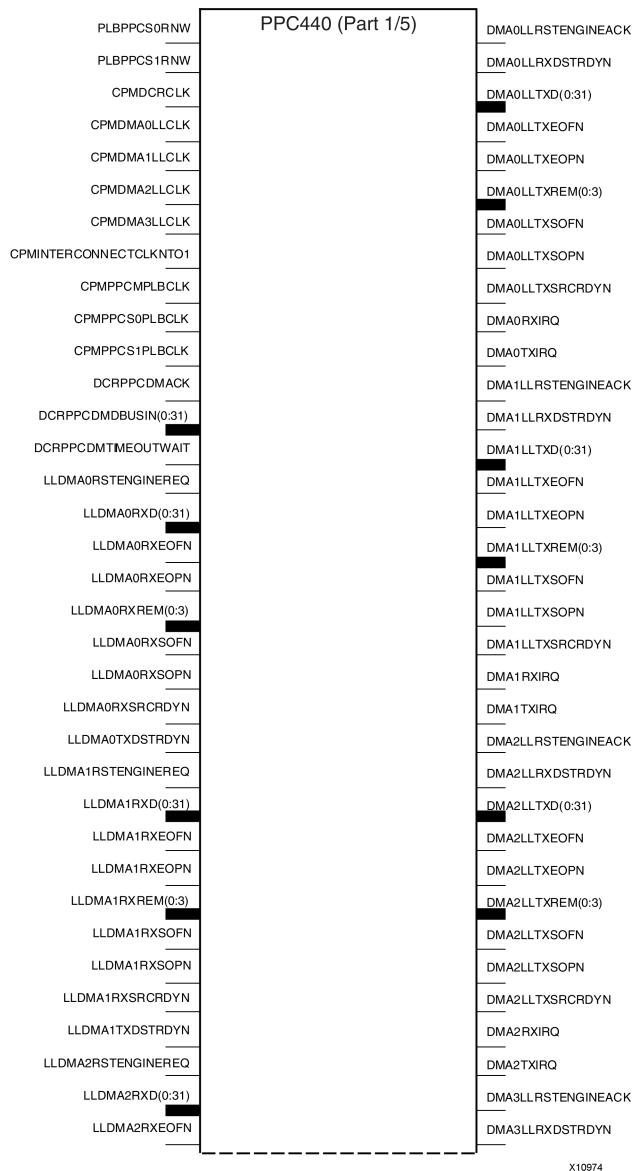 PPC440 (Part 1/5)
PLBPPCS0RNW
PLBPPCS1RNW
CPMDCRCLK
CPMDMA0LLCLK
CPMDMA1LLCLK
CPMDMA2LLCLK
CPMDMA3LLCLK
CPMINTERCONNECTCLKNTO1
CPMPPCMPLBCLK
CPMPPCS0PLBCLK
CPMPPCS1PLBCLK
DCRPPCDMACK
DCRPPCDMDBUSIN(0:31)
DCRPPCDMTIMEOUTWAIT
LLDMA0RSTENGINEREQ
LLDMA0RXD(0:31)
LLDMA0RXEOFN
LLDMA0RXEOPN
LLDMA0RXREM(0:3)
LLDMA0RXSOFN
LLDMA0RXSOPN
LLDMA0RXSRCRDYN
LLDMA0TXDSTRDYN
LLDMA1RSTENGINEREQ
LLDMA1RXD(0:31)
LLDMA1RXEOFN
LLDMA1RXEOPN
LLDMA1RXREM(0:3)
LLDMA1RXSOFN
LLDMA1RXSOPN
LLDMA1RXSRCRDYN
LLDMA1TXDSTRDYN
LLDMA2RSTENGINEREQ
LLDMA2RXD(0:31)
LLDMA2RXEOFN
DMA0LLRSTENGINEACK
DMA0LLRXDSTRDYN
DMA0LLTXD(0:31)
DMA0LLTXEOFN
DMA0LLTXEOPN
DMA0LLTXREM(0:3)
DMA0LLTXSOFN
DMA0LLTXSOPN
DMA0LLTXSRCRDYN
DMA0RXIRQ
DMA0TXIRQ
DMA1LLRSTENGINEACK
DMA1LLRXDSTRDYN
DMA1LLTXD(0:31)
DMA1LLTXEOFN
DMA1LLTXEOPN
DMA1LLTXREM(0:3)
DMA1LLTXSOFN
DMA1LLTXSOPN
DMA1LLTXSRCRDYN
DMA1RXIRQ
DMA1TXIRQ
DMA2LLRSTENGINEACK
DMA2LLRXDSTRDYN
DMA2LLTXD(0:31)
DMA2LLTXEOFN
DMA2LLTXEOPN
DMA2LLTXREM(0:3)
DMA2LLTXSOFN
DMA2LLTXSOPN
DMA2LLTXSRCRDYN
DMA2RXIRQ
DMA2TXIRQ
DMA3LLRSTENGINEACK
DMA3LLRXDSTRDYN
X10974